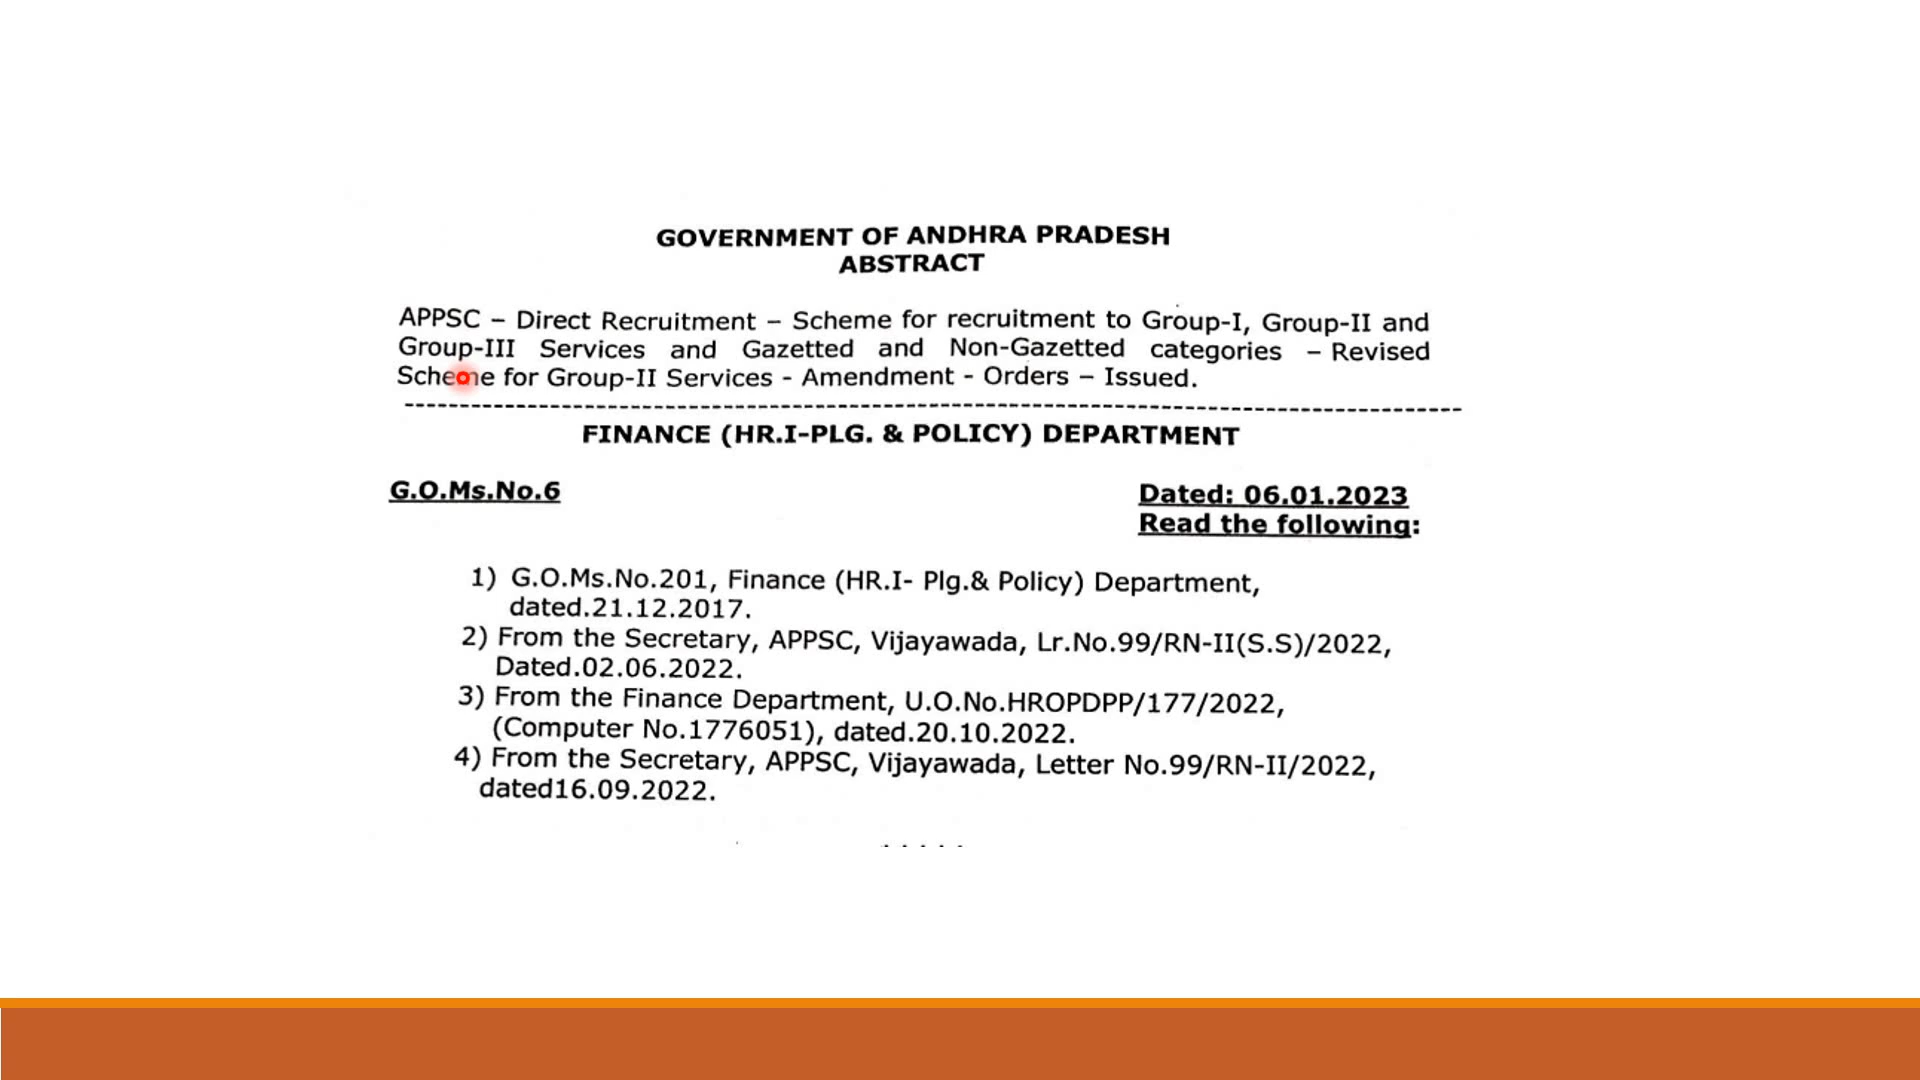 GOVERNMENT OF ANDHRA PRADESH
ABSTRACT
APPSC – Direct Recruitment – Scheme for recruitment to Group-I, Group-II and
Group-III Services and Gazetted and Non-Gazetted categories – Revised
Scheme for Group-II Services - Amendment - Orders – Issued.
FINANCE (HR.I-PLG. & POLICY) DEPARTMENT
G.O.Ms.No.6
Dated: 06.01.2023
Read the following:
1) G.O.Ms.No.201, Finance (HR.I- Plg.& Policy) Department,
dated.21.12.2017.
2) From the Secretary, APPSC, Vijayawada, Lr.No.99/RN-II(S.S)/2022,
Dated.02.06.2022.
3) From the Finance Department, U.O.No.HROPDPP/177/2022,
(Computer No.1776051), dated.20.10.2022.
4) From the Secretary, APPSC, Vijayawada, Letter No.99/RN-II/2022,
dated16.09.2022.